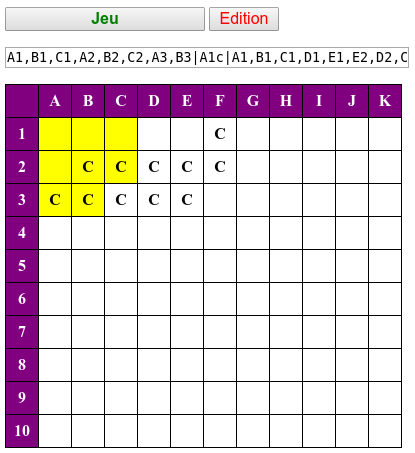 Jeu Edition
A1,B1,C1,A2,B2,C2,A3,B3|A1c|A1,B1,C1,D1,E1,E2,D2,C
A B C D E F G H I J K
1 C
2 C C C C C
3 C C C C C
4
5
6
7
8
9
10